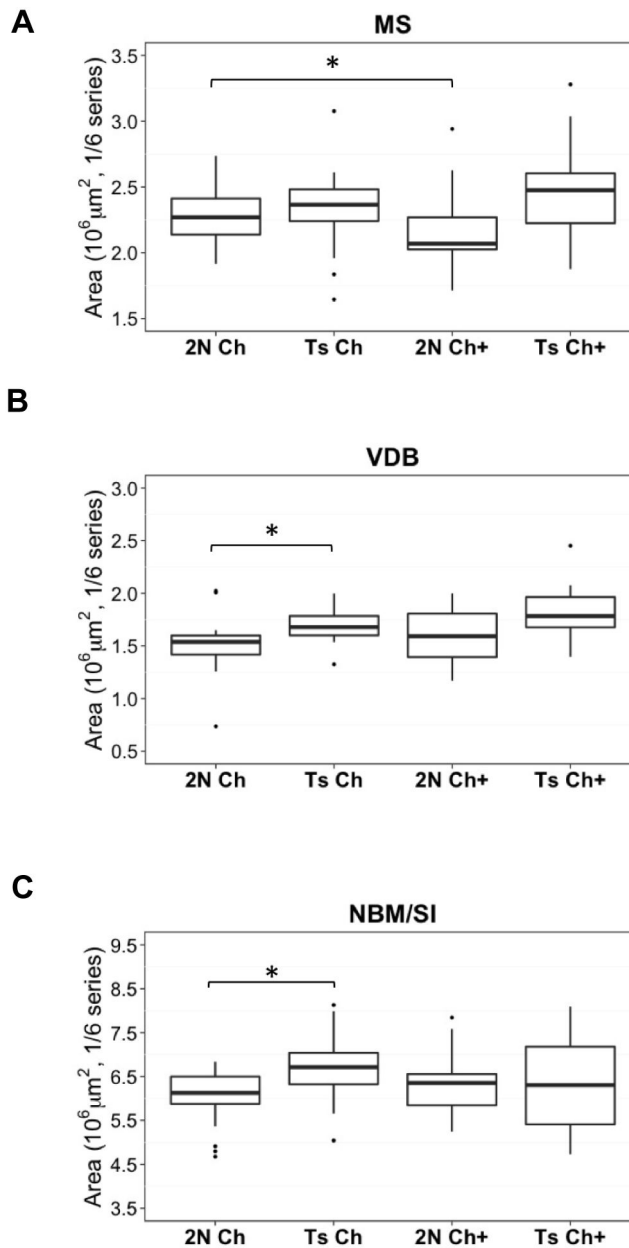 A
MS
*
Area (10⁶µm², 1/6 series)
3.5
3.0
2.5
2.0
1.5
2N Ch Ts Ch 2N Ch+ Ts Ch+
B
VDB
*
Area (10⁶µm², 1/6 series)
3.0
2.5
2.0
1.5
1.0
0.5
2N Ch Ts Ch 2N Ch+ Ts Ch+
C
NBM/SI
*
Area (10⁶µm², 1/6 series)
9.5
8.5
7.5
6.5
5.5
4.5
3.5
2N Ch Ts Ch 2N Ch+ Ts Ch+